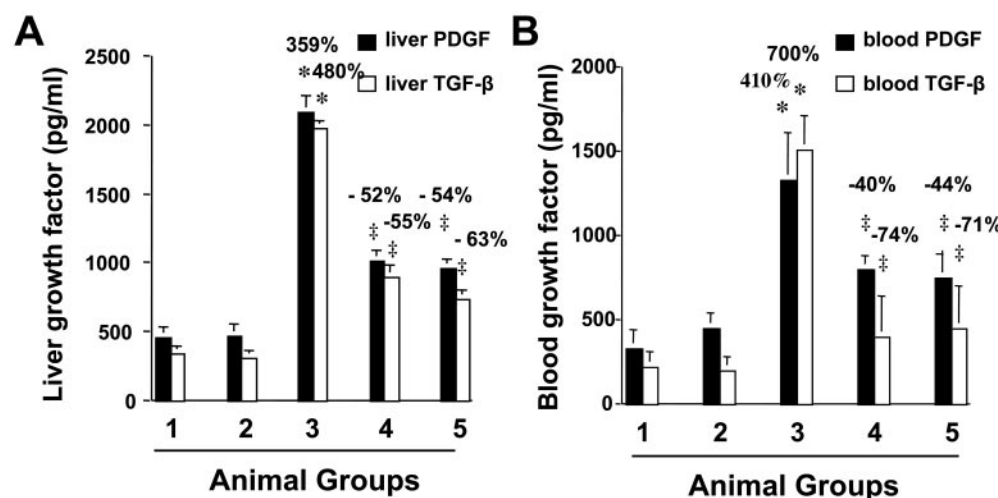 A
liver PDGF
liver TGF-β
359%
*480%
*
- 52%
-55%
‡
‡
- 54%
‡
- 63%
‡
Liver growth factor (pg/ml)
2500
2000
1500
1000
500
0
1 2 3 4 5
Animal Groups
B
blood PDGF
blood TGF-β
700%
410%
*
*
-40%
‡
-74%
‡
-44%
‡
-71%
‡
Blood growth factor (pg/ml)
2000
1500
1000
500
0
1 2 3 4 5
Animal Groups